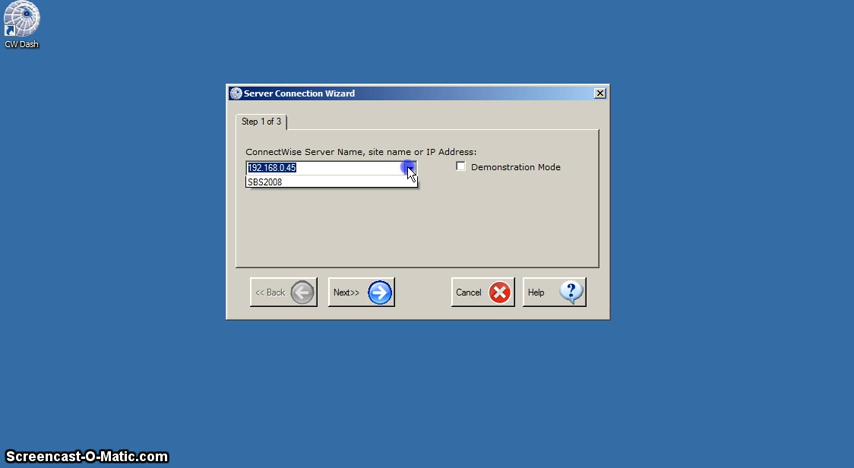 CW Dash
Server Connection Wizard
Step 1 of 3
ConnectWise Server Name, site name or IP Address:
192.168.0.45
Demonstration Mode
SBS2008
<< Back
Next>>
Cancel
Help
Screencast-O-Matic.com